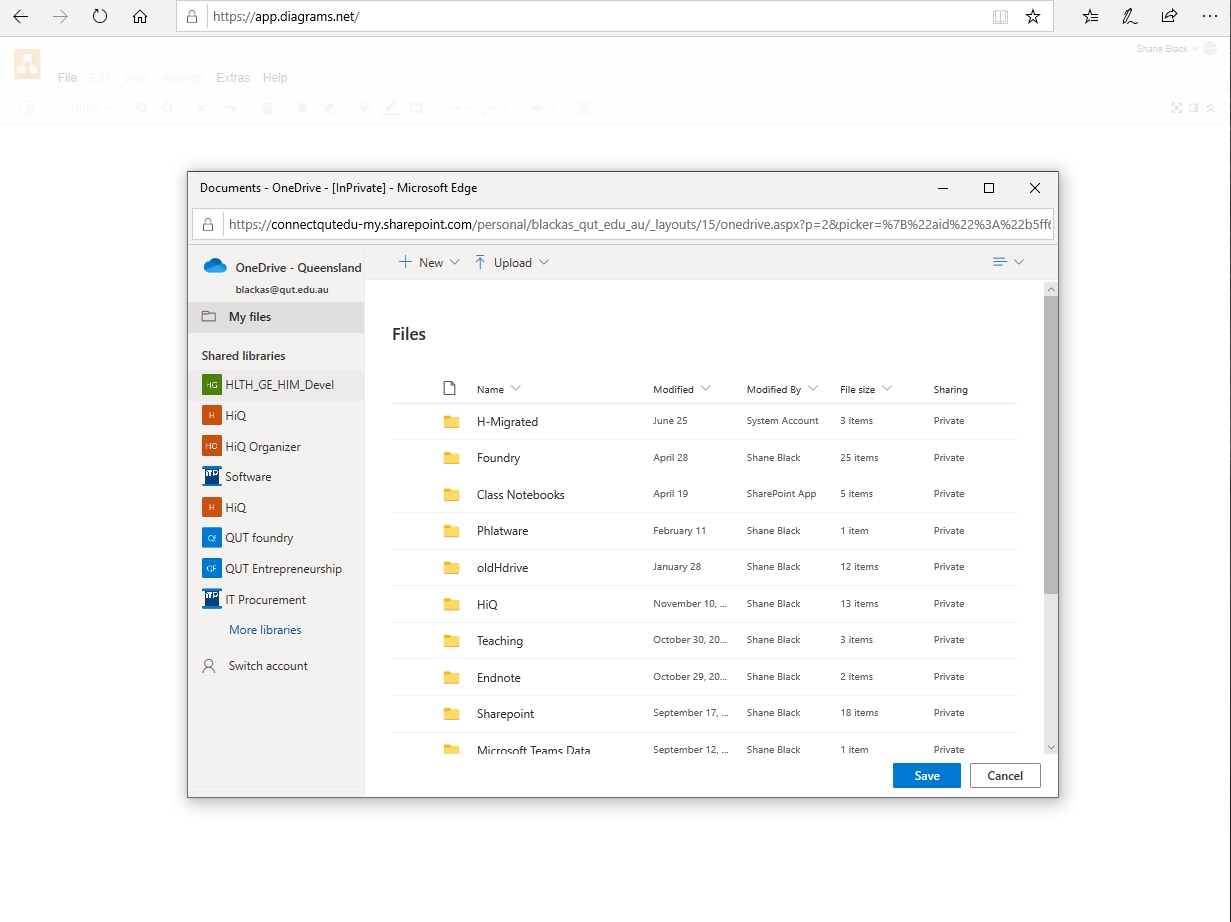 https://app.diagrams.net/
Shane Black
File Edit View Arrange Extras Help
100%
Documents - OneDrive - [InPrivate] - Microsoft Edge
https://connectqutedu-my.sharepoint.com/personal/blackas_qut_edu_au/_layouts/15/onedrive.aspx?p=2&picker=%7B%22aid%22%3A%22b5ff6
OneDrive - Queensland
blackas@qut.edu.au
My files
Shared libraries
HG HLTH_GE_HIM_Devel
H HiQ
HO HiQ Organizer
ITP Software
H HiQ
QF QUT foundry
QE QUT Entrepreneurship
ITP IT Procurement
More libraries
Switch account
New Upload
Files
Name Modified Modified By File size Sharing
H-Migrated June 25 System Account 3 items Private
Foundry April 28 Shane Black 25 items Private
Class Notebooks April 19 SharePoint App 5 items Private
Phlatware February 11 Shane Black 1 item Private
oldHdrive January 28 Shane Black 12 items Private
HiQ November 10, ... Shane Black 13 items Private
Teaching October 30, 20... Shane Black 3 items Private
Endnote October 29, 20... Shane Black 2 items Private
Sharepoint September 17, ... Shane Black 18 items Private
Microsoft Teams Data September 12, ... Shane Black 1 item Private
Save Cancel